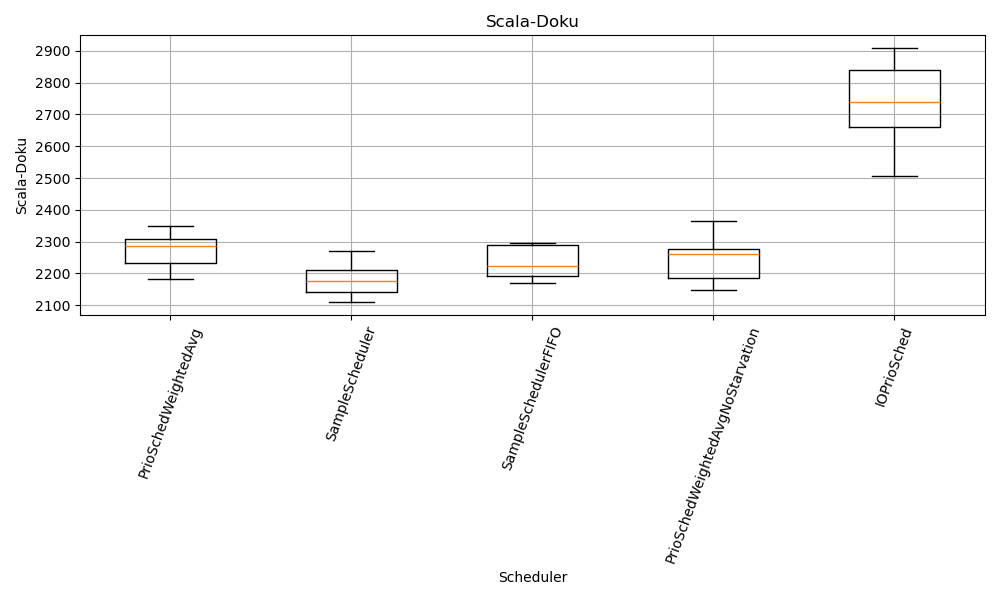 Scala-Doku
Scala-Doku
2900
2800
2700
2600
2500
2400
2300
2200
2100
PrioSchedWeightedAvg
SampleScheduler
SampleSchedulerFIFO
PrioSchedWeightedAvgNoStarvation
IOPrioSched
Scheduler